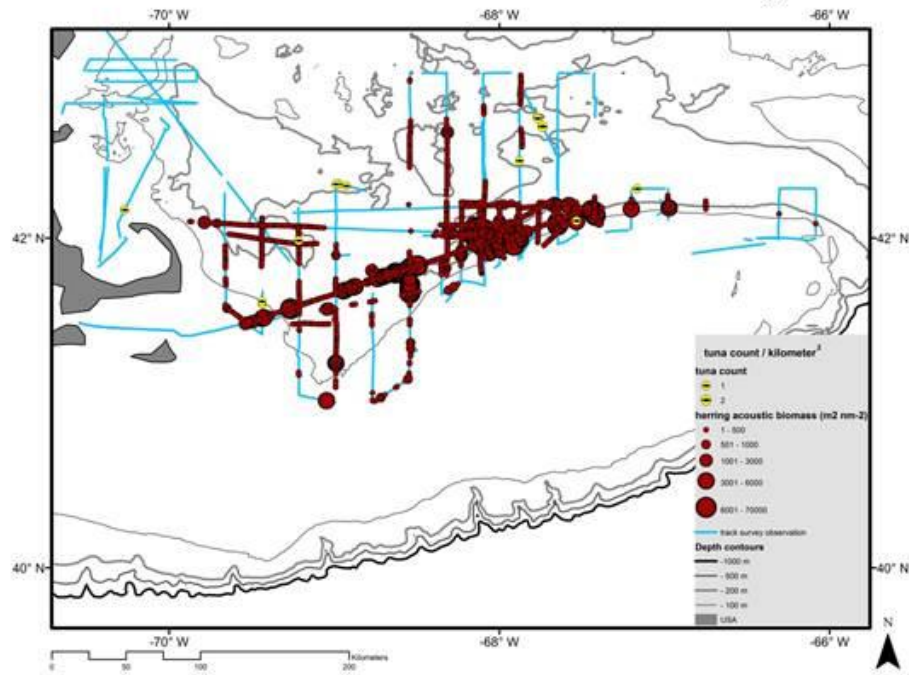 -70° W
-68° W
-66° W
42° N
42° N
40° N
40° N
tuna count / kilometer²
tuna count
1
2
herring acoustic biomass (m2 nm-2)
1 - 500
501 - 1000
1001 - 3000
3001 - 6000
6001 - 70000
track survey observation
Depth contours
-1000 m
- 500 m
- 200 m
- 100 m
USA
-70° W
-68° W
-66° W
N
Kilometers
0
50
100
200